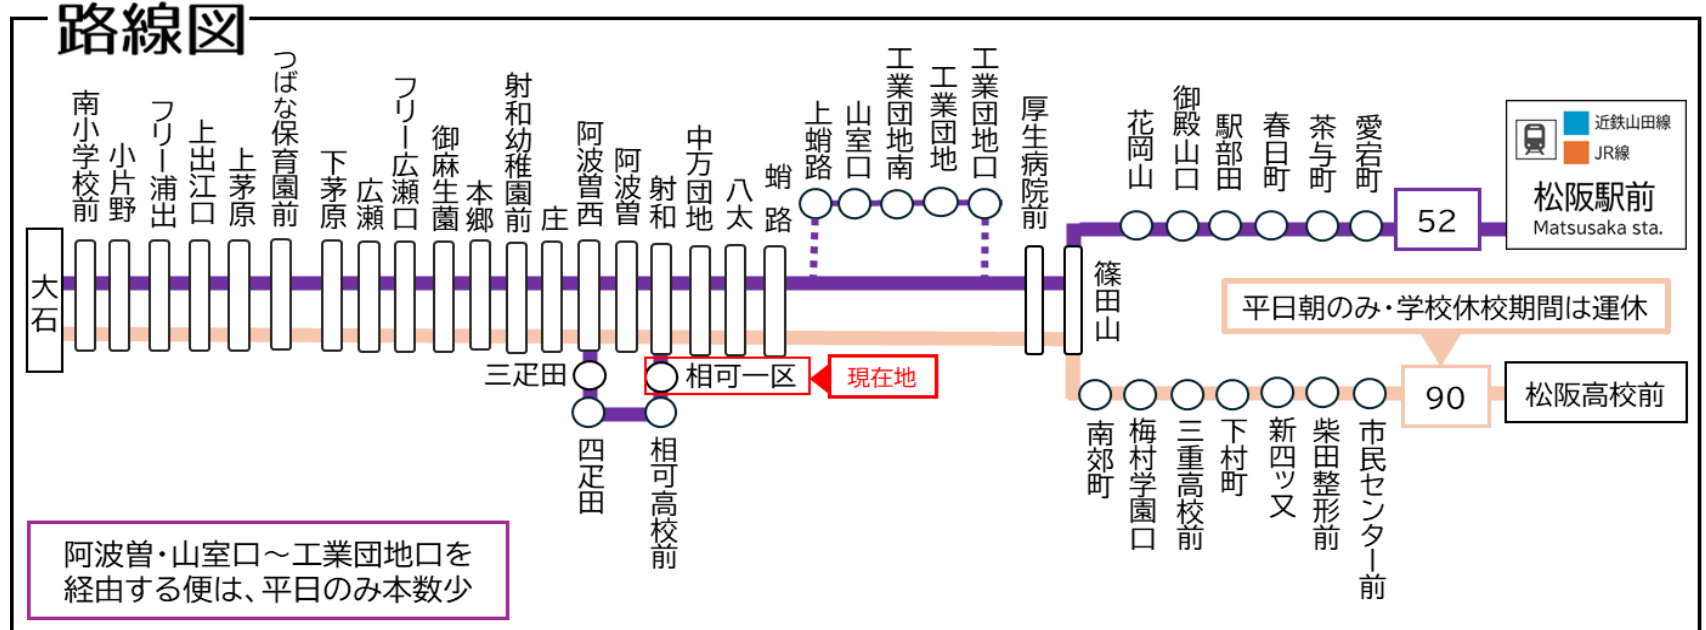 路線図
大石
南小学校前
小片野
フリー浦出
上出江口
上茅原
つばな保育園前
下茅原
広瀬
フリー広瀬口
御麻生薗
本郷
射和幼稚園前
庄
阿波曽西
阿波曽
射和
中万団地
八太
蛸路
上蛸路
山室口
工業団地南
工業団地
工業団地口
厚生病院前
篠田山
花岡山
御殿山口
駅部田
春日町
茶与町
愛宕町
52
近鉄山田線
JR線
松阪駅前
Matsusaka sta.
平日朝のみ・学校休校期間は運休
三疋田
四疋田
相可高校前
相可一区
現在地
南郊町
梅村学園口
三重高校前
下村町
新四ツ又
柴田整形前
市民センター前
90
松阪高校前
阿波曽・山室口～工業団地口を
経由する便は、平日のみ本数少